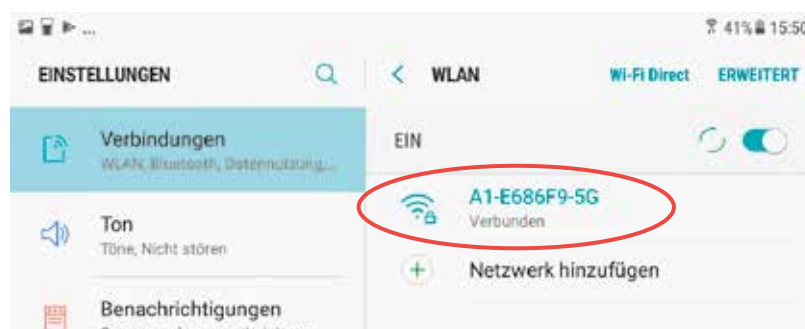 ... 41% 15:50
EINSTELLUNGEN
Verbindungen
WLAN, Bluetooth, Datennutzung,...
Ton
Töne, Nicht stören
Benachrichtigungen
WLAN Wi-Fi Direct ERWEITERT
EIN
A1-E686F9-5G
Verbunden
Netzwerk hinzufügen